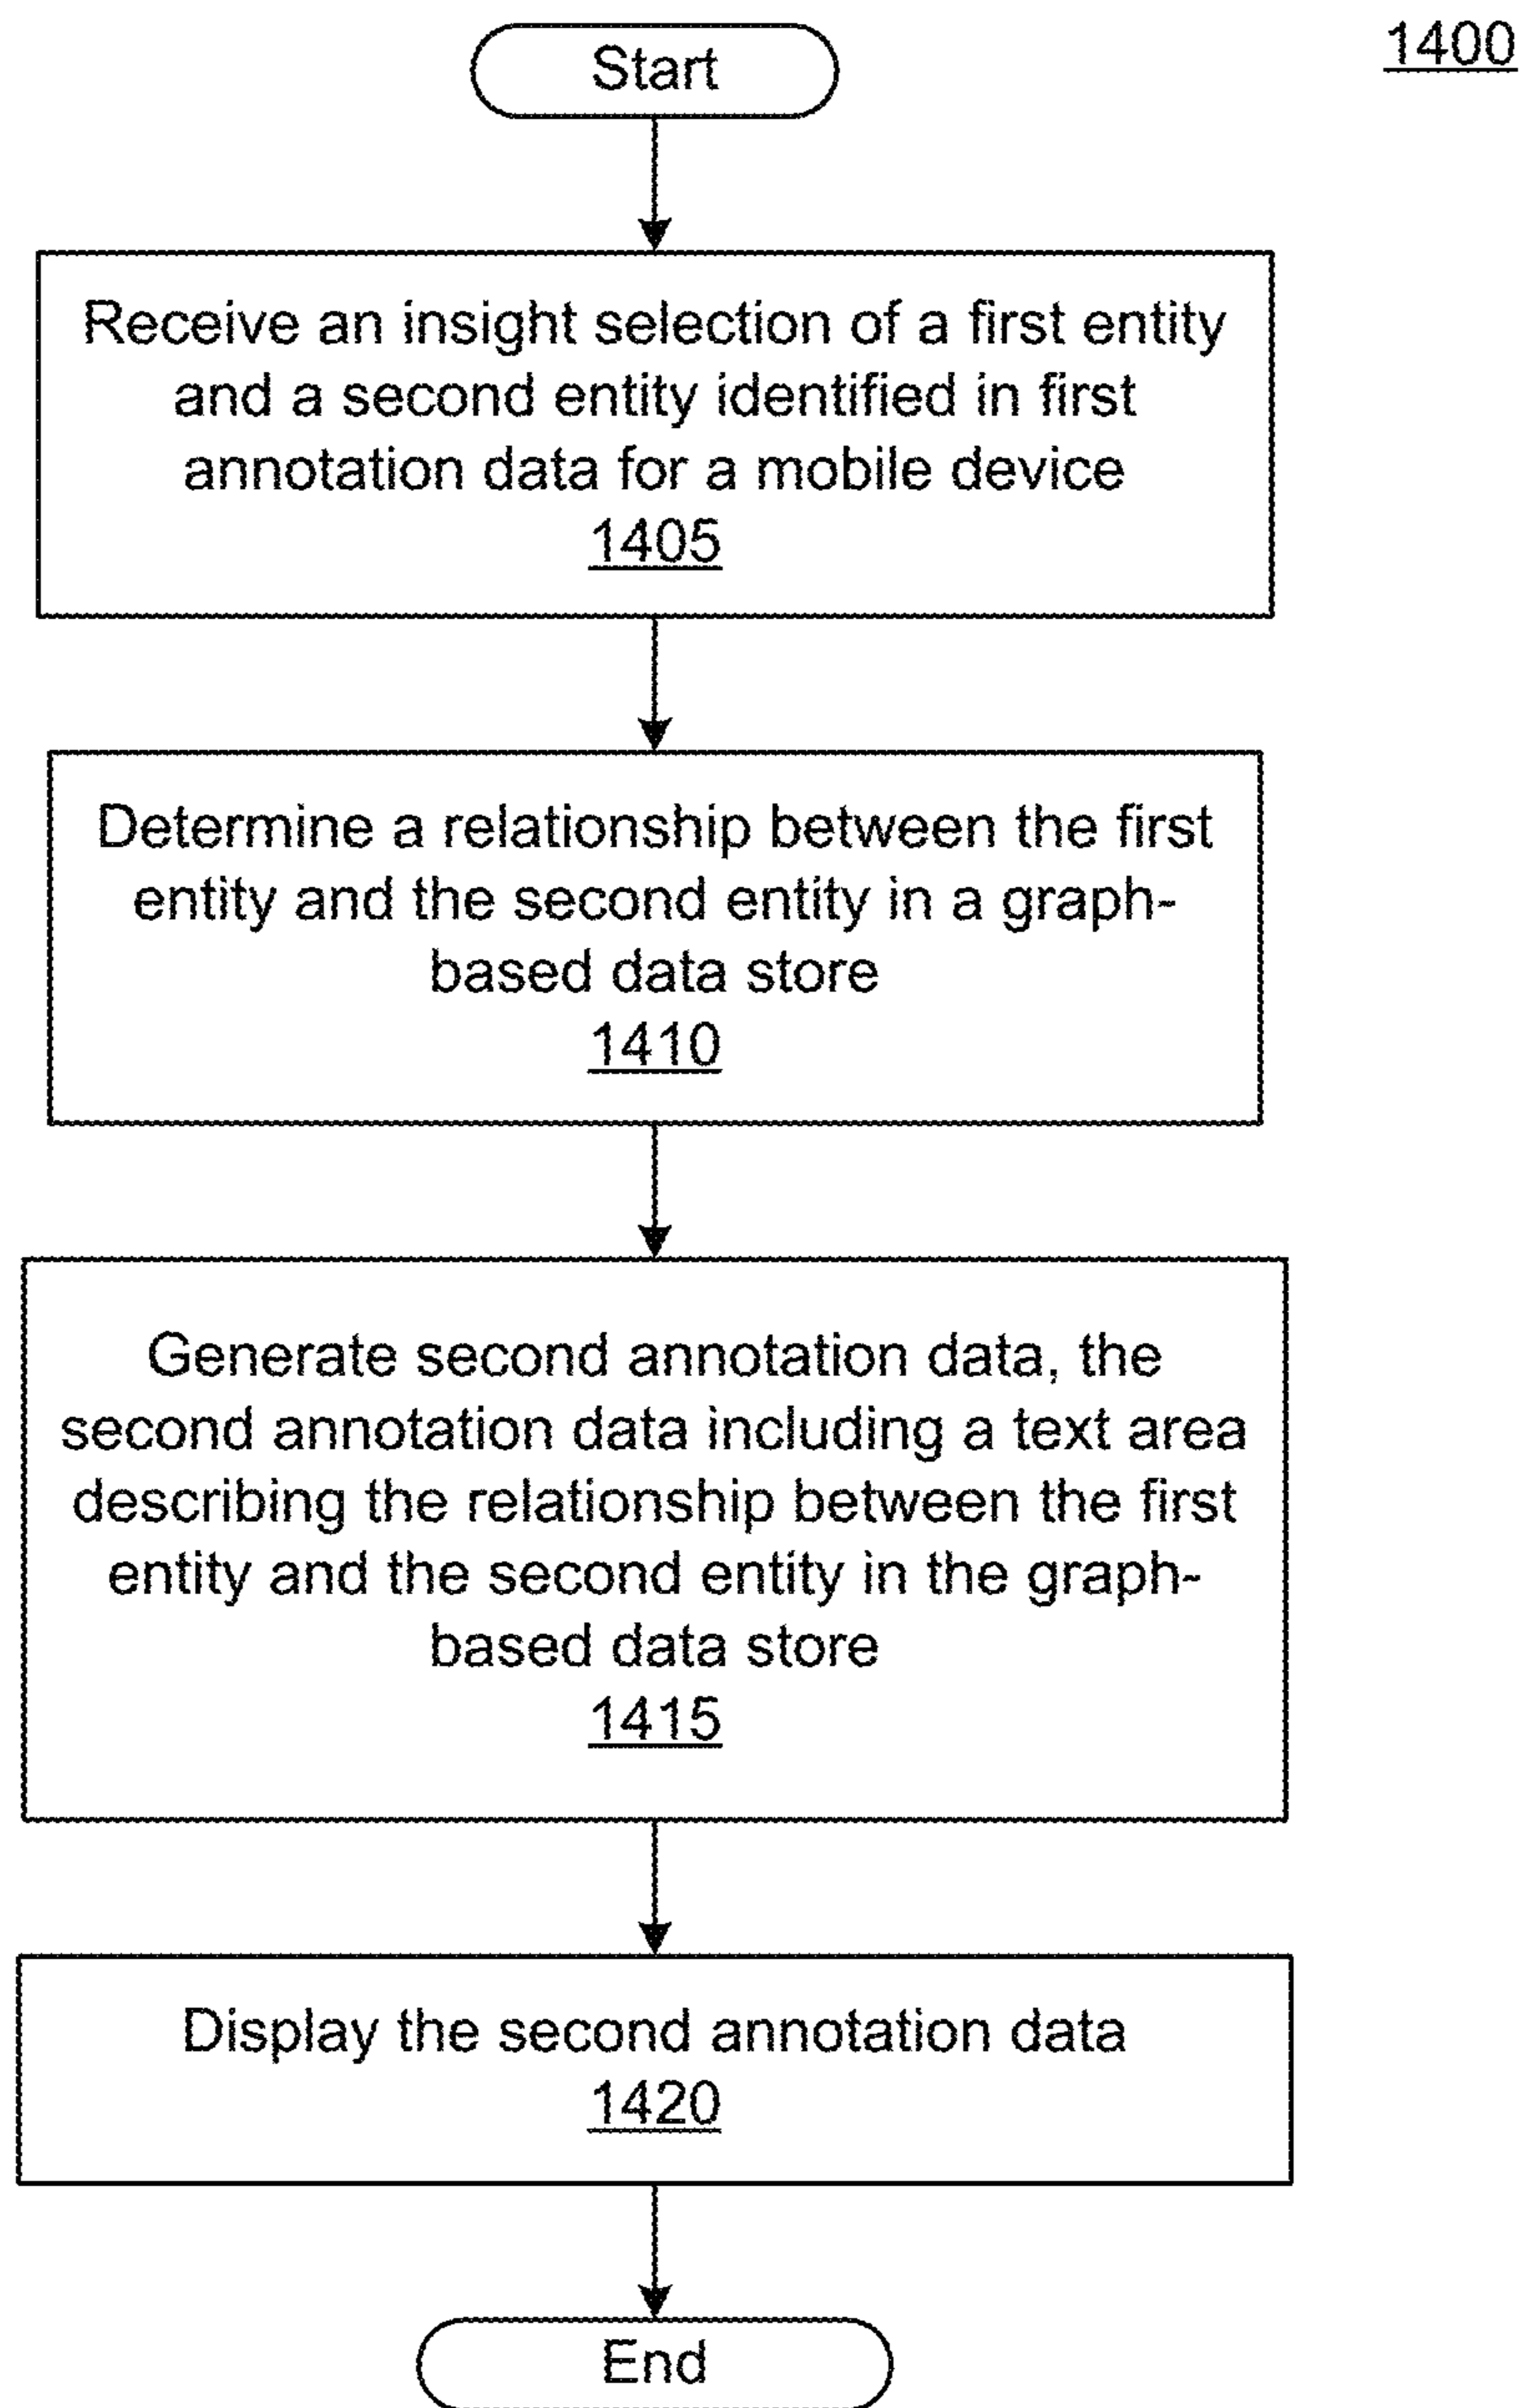 1400
Start
Receive an insight selection of a first entity
and a second entity identified in first
annotation data for a mobile device
1405
Determine a relationship between the first
entity and the second entity in a graph-
based data store
1410
Generate second annotation data, the
second annotation data including a text area
describing the relationship between the first
entity and the second entity in the graph-
based data store
1415
Display the second annotation data
1420
End